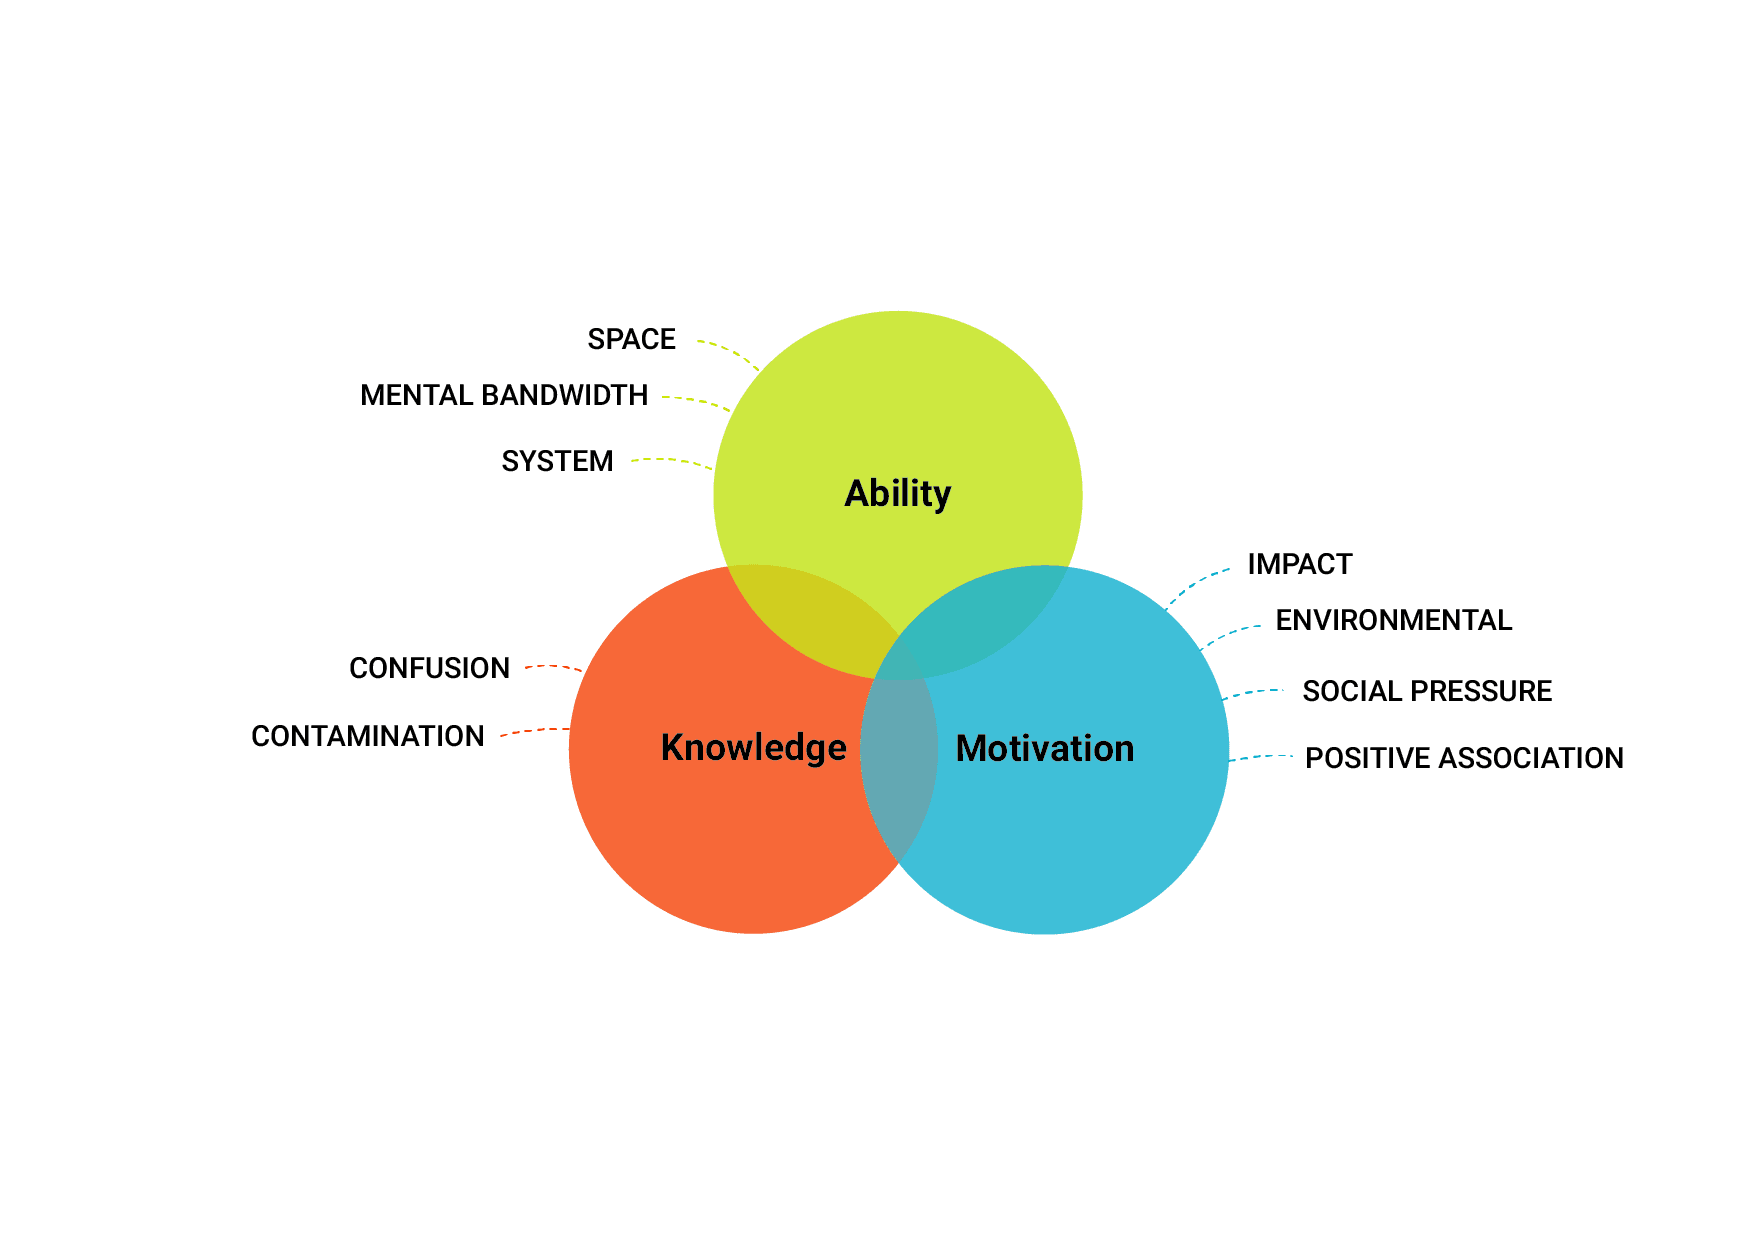 SPACE
MENTAL BANDWIDTH
SYSTEM
Ability
IMPACT
ENVIRONMENTAL
SOCIAL PRESSURE
POSITIVE ASSOCIATION
CONFUSION
CONTAMINATION
Knowledge
Motivation